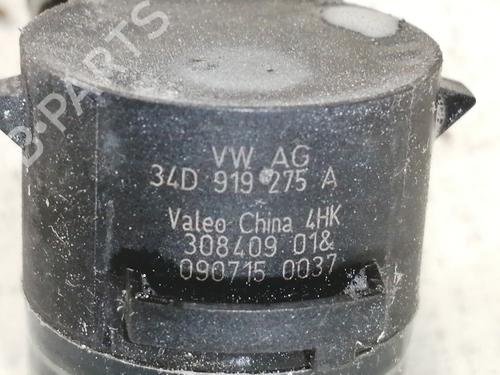 B-PARTS
VW AG
34D 919 275 A
Valeo China 4HK
308409 01&
090715 0037